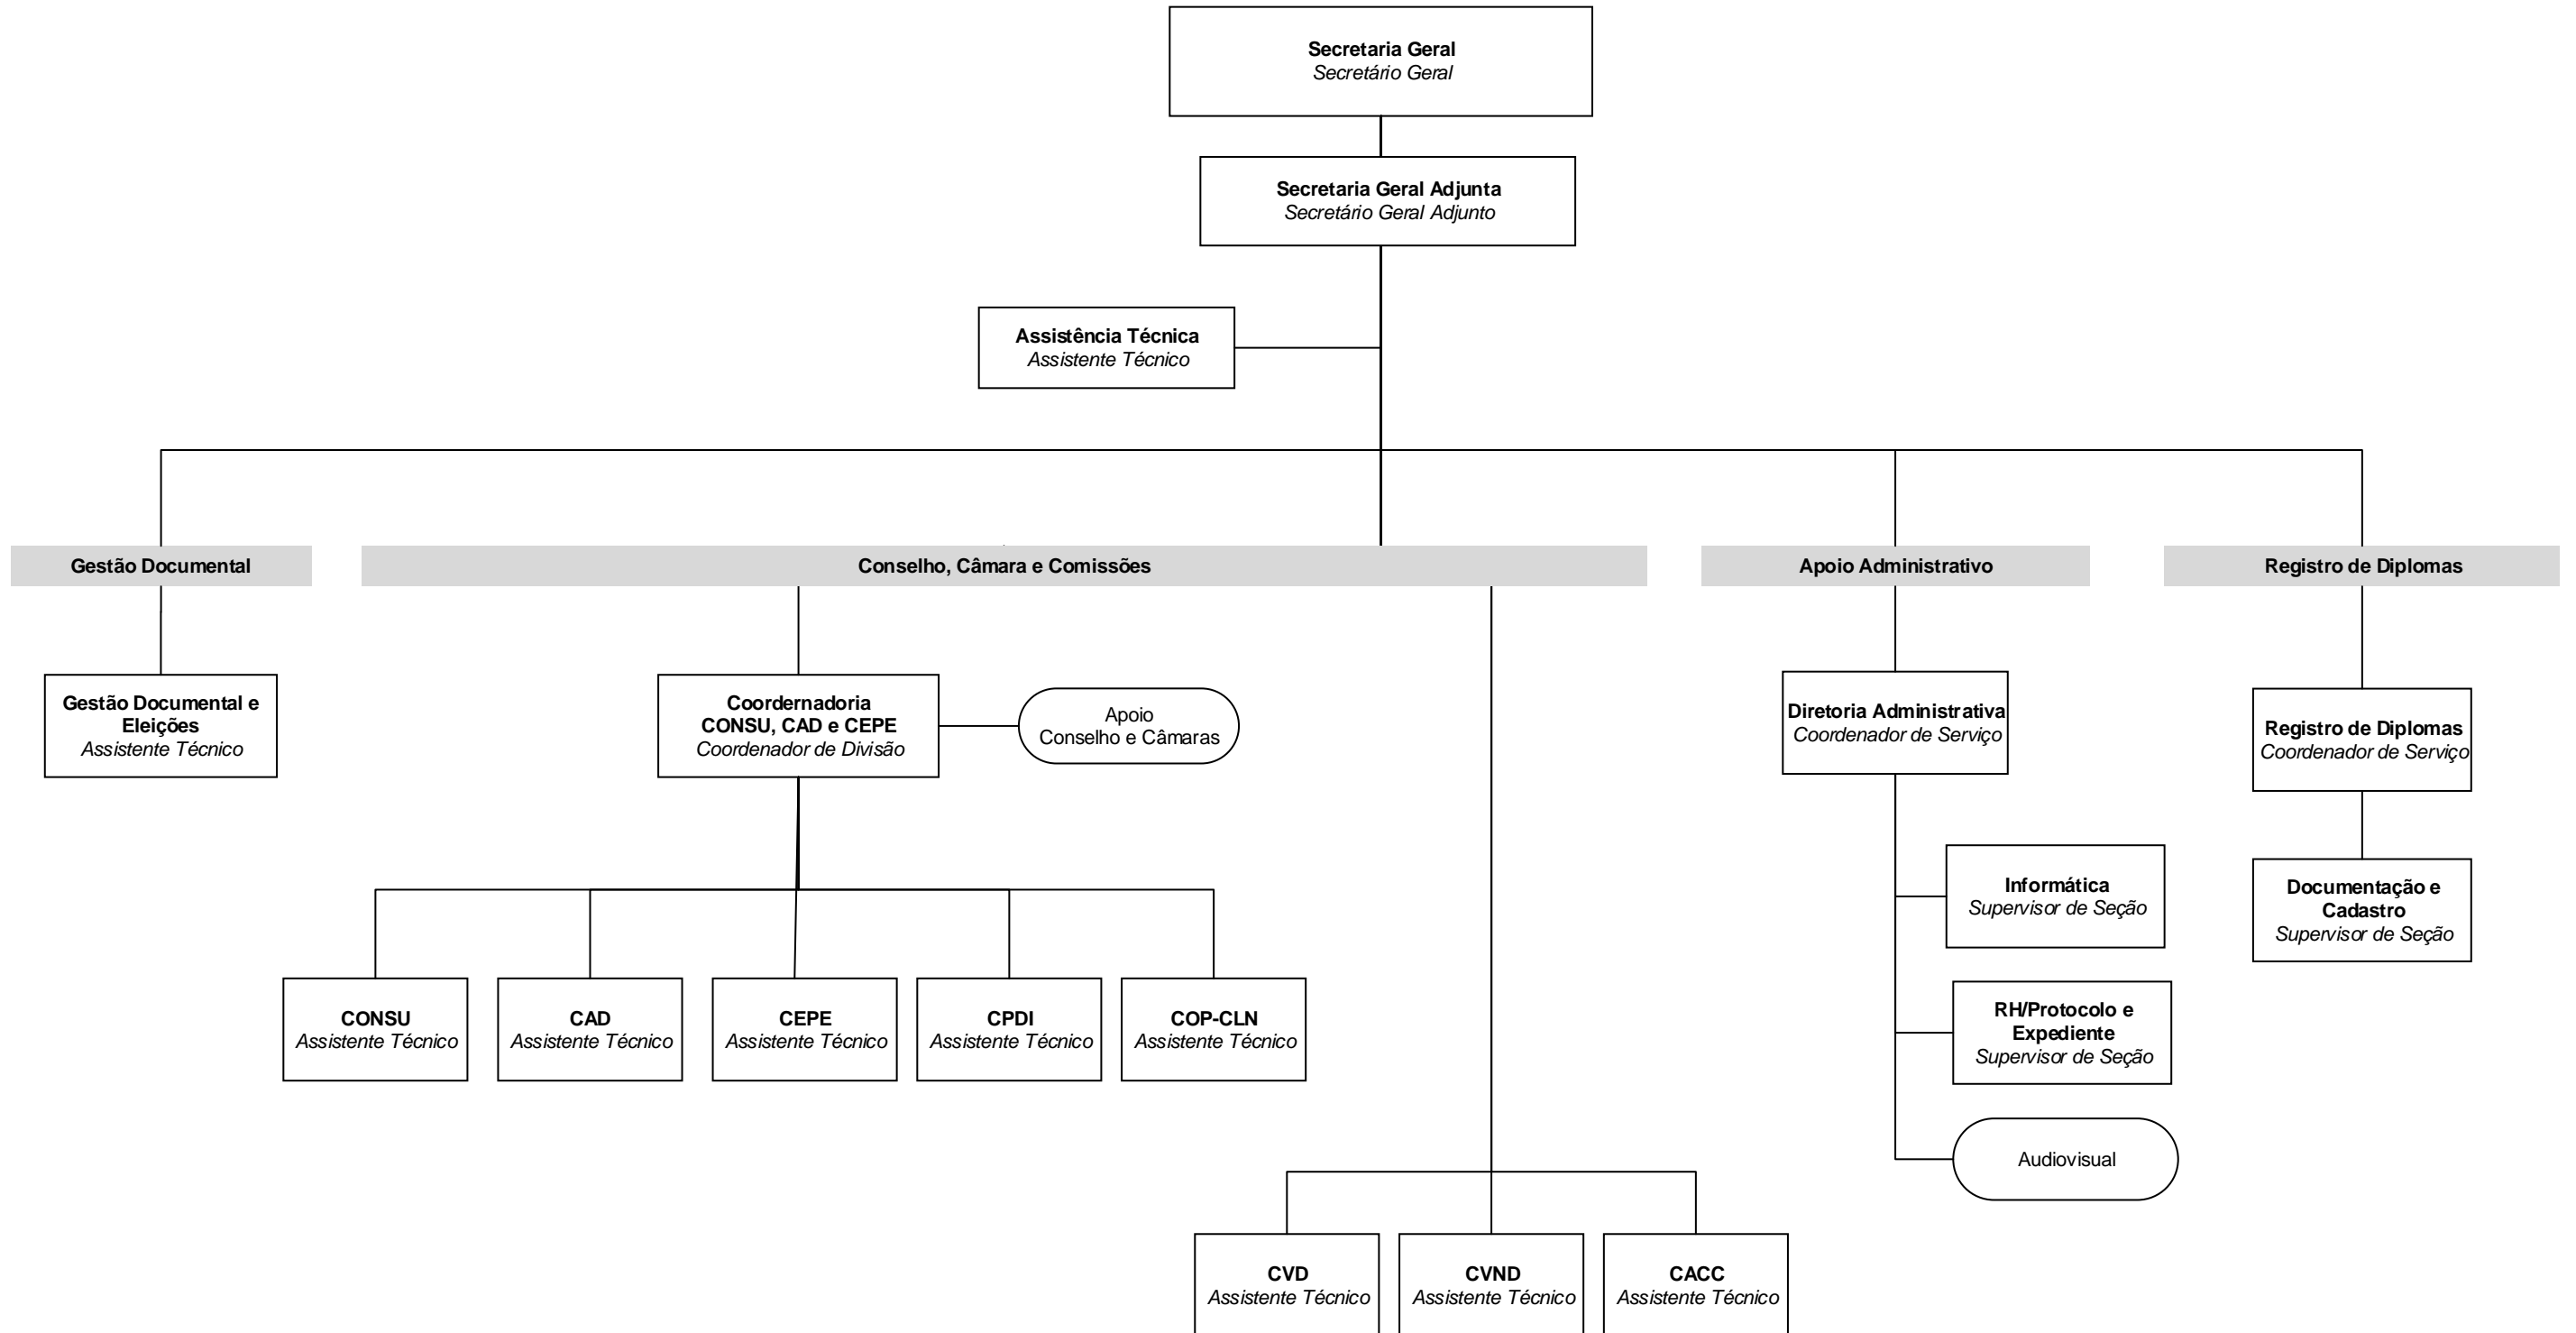 Secretaria Geral
Secretário Geral
Secretaria Geral Adjunta
Secretário Geral Adjunto
Assistência Técnica
Assistente Técnico
Gestão Documental
Conselho, Câmara e Comissões
Apoio Administrativo
Registro de Diplomas
Gestão Documental e
Eleições
Assistente Técnico
Coordernadoria
CONSU, CAD e CEPE
Coordenador de Divisão
Apoio
Conselho e Câmaras
Diretoria Administrativa
Coordenador de Serviço
Registro de Diplomas
Coordenador de Serviço
Informática
Supervisor de Seção
Documentação e
Cadastro
Supervisor de Seção
CONSU
Assistente Técnico
CAD
Assistente Técnico
CEPE
Assistente Técnico
CPDI
Assistente Técnico
COP-CLN
Assistente Técnico
RH/Protocolo e
Expediente
Supervisor de Seção
Audiovisual
CVD
Assistente Técnico
CVND
Assistente Técnico
CACC
Assistente Técnico